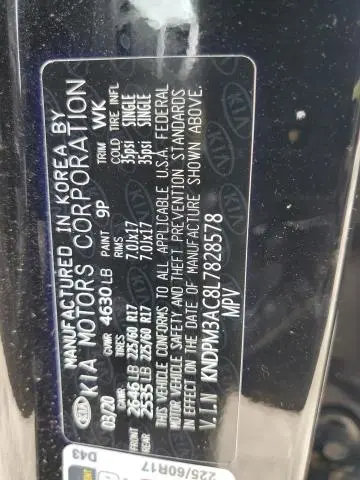 MANUFACTURED IN KOREA BY
KIA KIA MOTORS CORPORATION
03/20 GVWR 4630 LB PAINT 9P TRIM WK
GAWR TIRES RIMS COLD TIRE INFL
FRONT 2646 LB 225/60 R17 7.0Jx17 35psi SINGLE
REAR 2535 LB 225/60 R17 7.0Jx17 35psi SINGLE
THIS VEHICLE CONFORMS TO ALL APPLICABLE U.S.A. FEDERAL
MOTOR VEHICLE SAFETY AND THEFT PREVENTION STANDARDS
IN EFFECT ON THE DATE OF MANUFACTURE SHOWN ABOVE.
V.I.N KNDPM3AC8L7828578
MPV
D43
225/60R17